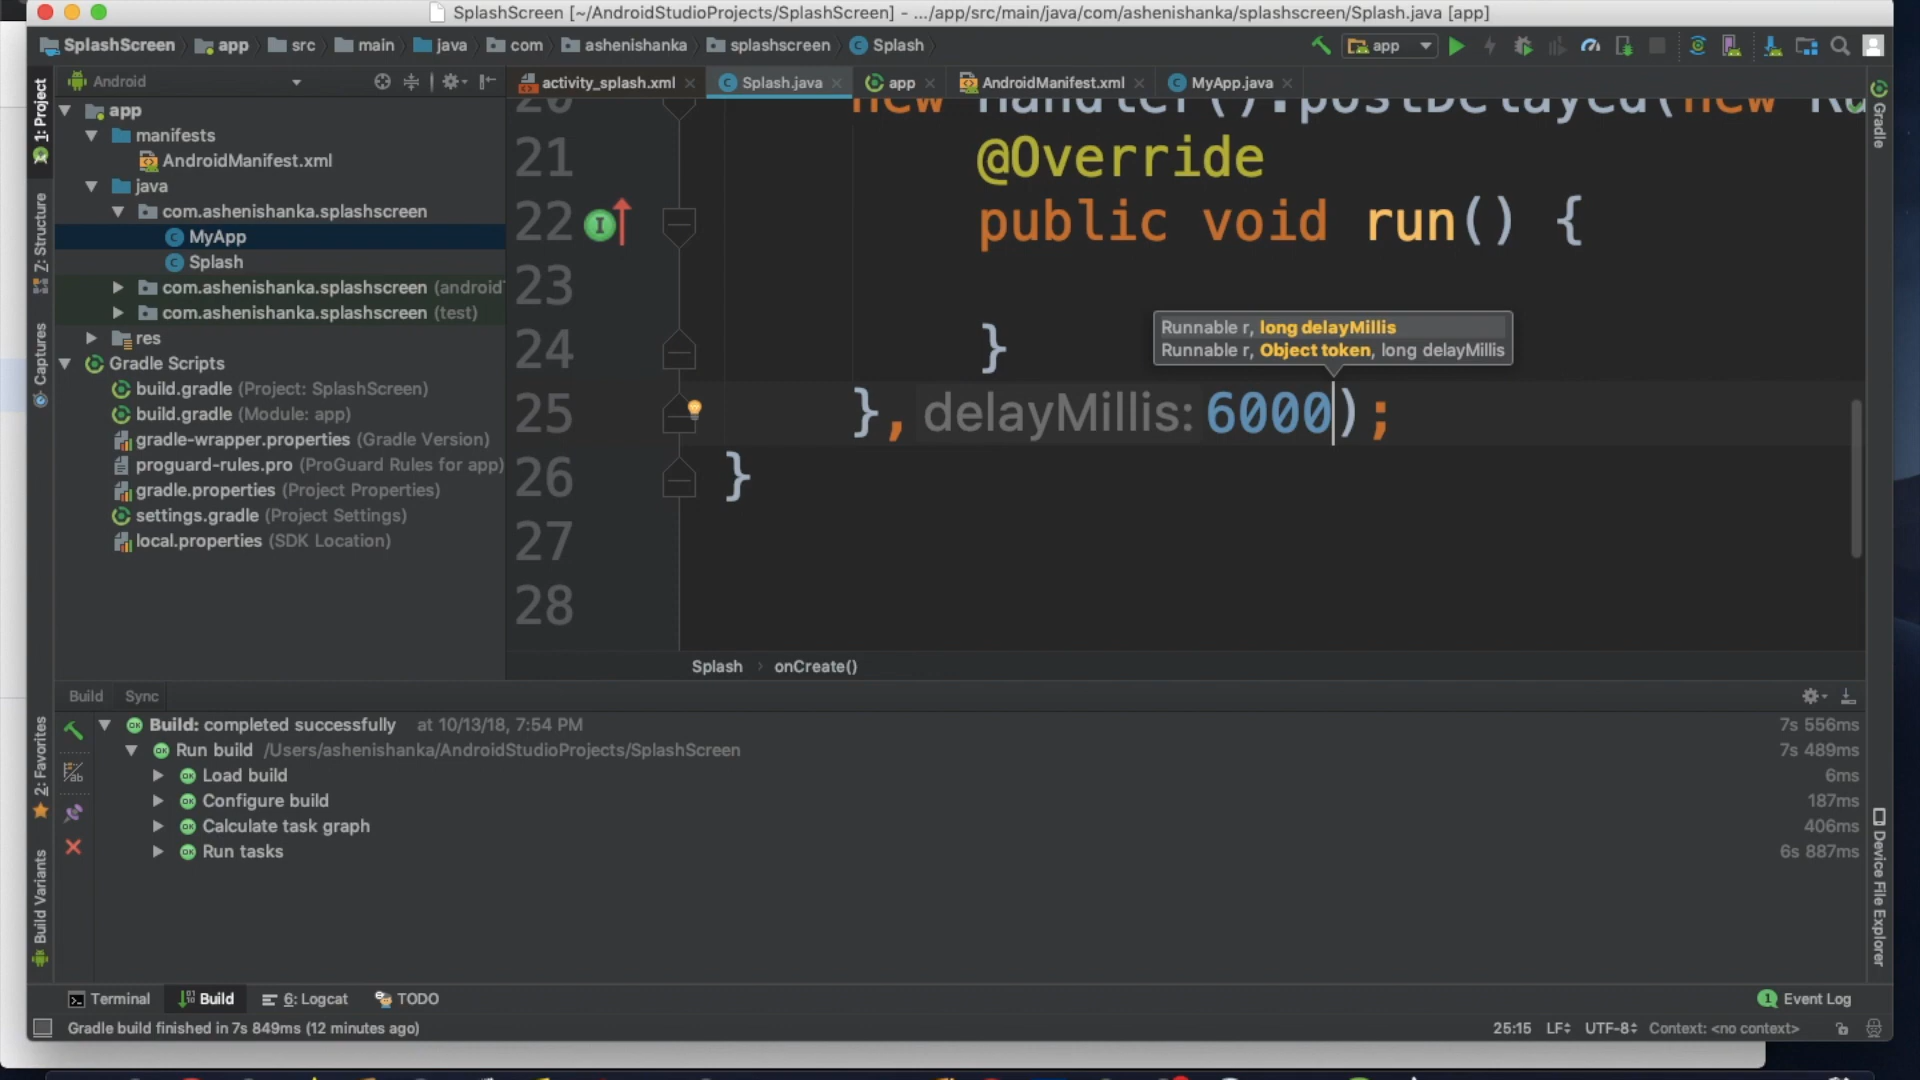 SplashScreen [~/AndroidStudioProjects/SplashScreen] - .../app/src/main/java/com/ashenishanka/splashscreen/Splash.java [app]
SplashScreen app src main java com ashenishanka splashscreen Splash app
Android activity_splash.xml Splash.java app AndroidManifest.xml MyApp.java
1: Project
Z: Structure
Captures
2: Favorites
Build Variants
Gradle
Device File Explorer
app
manifests
AndroidManifest.xml
java
com.ashenishanka.splashscreen
MyApp
Splash
com.ashenishanka.splashscreen (android
com.ashenishanka.splashscreen (test)
res
Gradle Scripts
build.gradle (Project: SplashScreen)
build.gradle (Module: app)
gradle-wrapper.properties (Gradle Version)
proguard-rules.pro (ProGuard Rules for app)
gradle.properties (Project Properties)
settings.gradle (Project Settings)
local.properties (SDK Location)
20 new Handler().postDelayed(new Ru
21 @Override
22 public void run() {
23
24 }
Runnable r, long delayMillis
Runnable r, Object token, long delayMillis
25 }, delayMillis: 6000);
26 }
27
28
Splash › onCreate()
Build Sync
Build: completed successfully at 10/13/18, 7:54 PM 7s 556ms
Run build /Users/ashenishanka/AndroidStudioProjects/SplashScreen 7s 489ms
Load build 6ms
Configure build 187ms
Calculate task graph 406ms
Run tasks 6s 887ms
Terminal Build 6: Logcat TODO 1 Event Log
Gradle build finished in 7s 849ms (12 minutes ago) 25:15 LF UTF-8 Context: <no context>